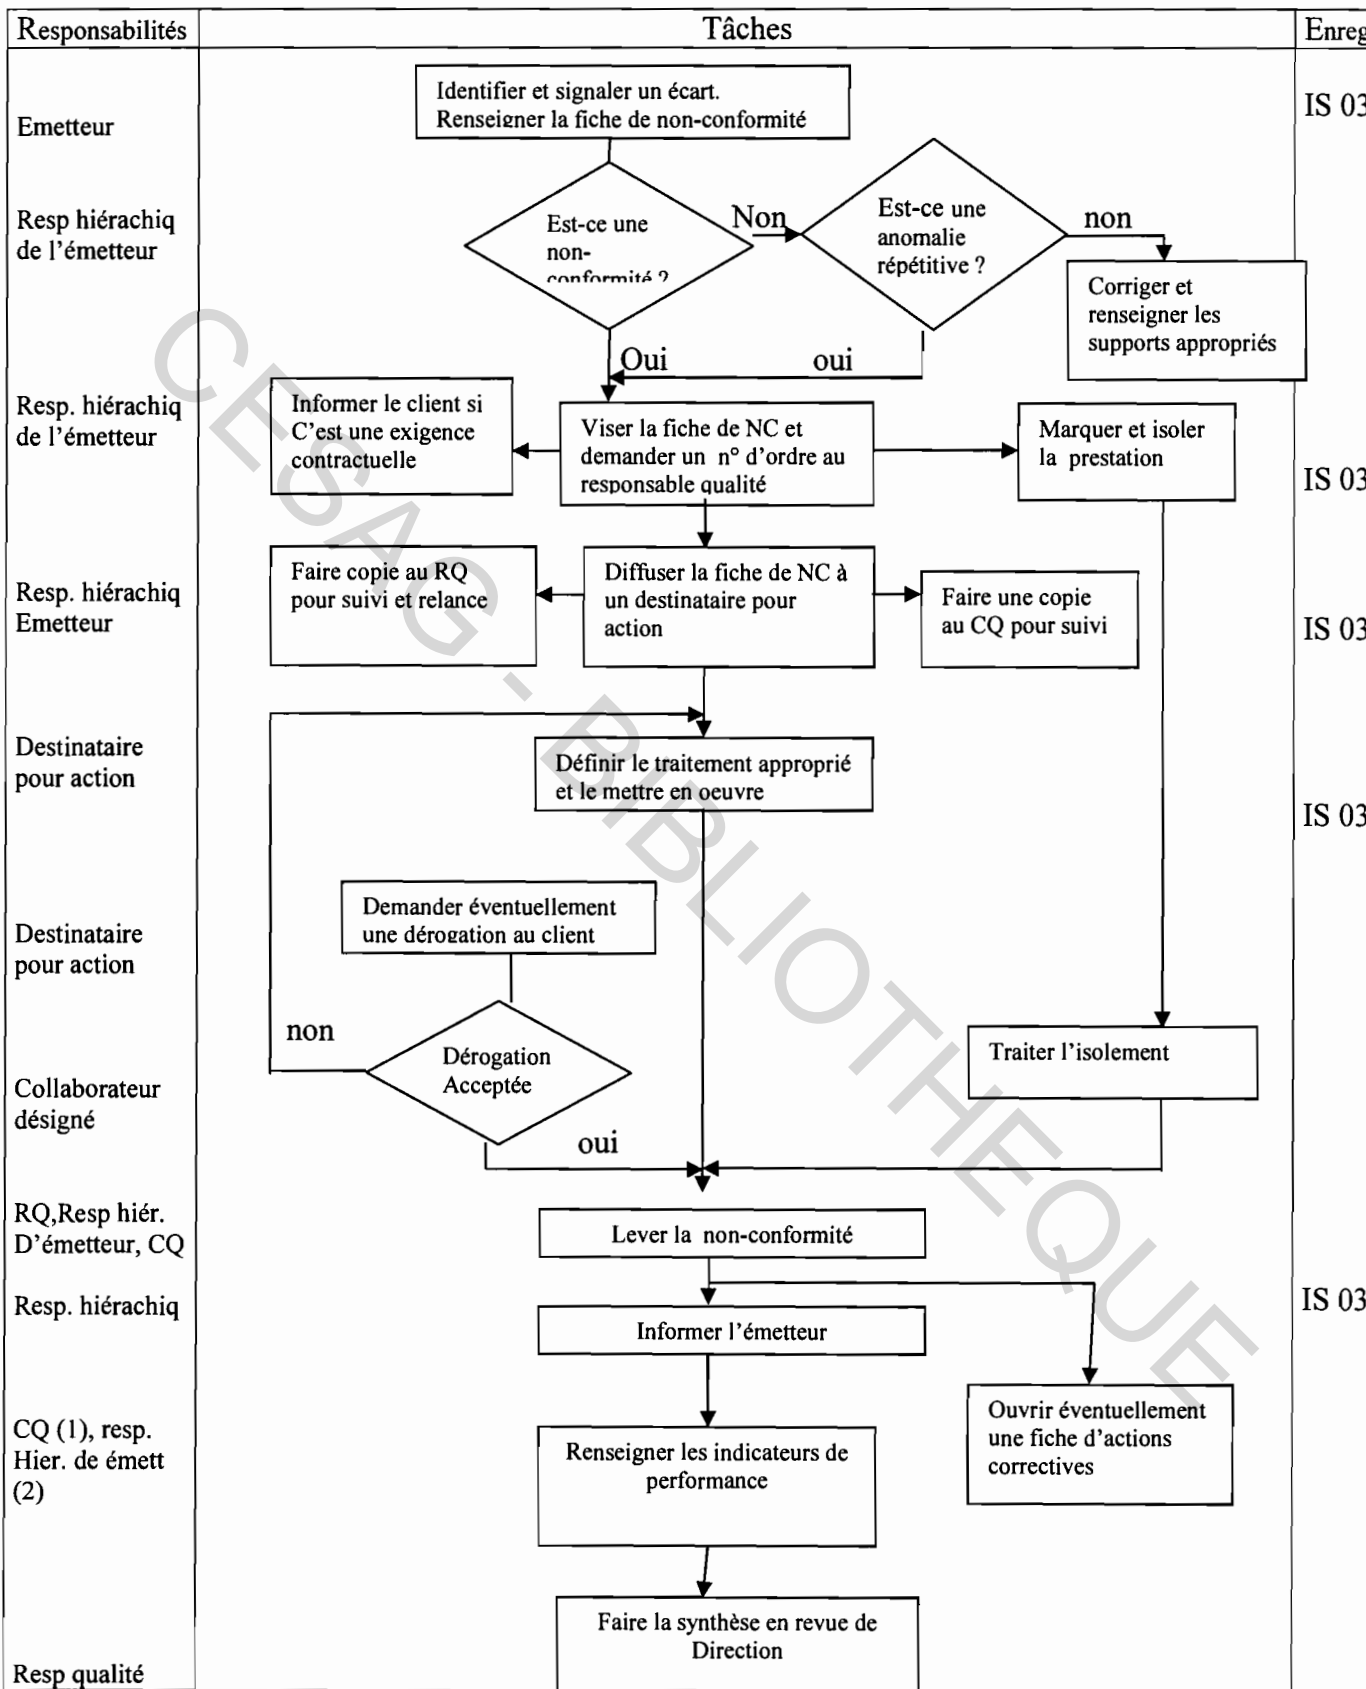 Responsabilités
Tâches
Enreg
Identifier et signaler un écart.
Renseigner la fiche de non-conformité
IS 03
Emetteur
Resp hiérachiq
de l'émetteur
Est-ce une
non-
conformité ?
Non
Est-ce une
anomalie
répétitive ?
non
Corriger et
renseigner les
supports appropriés
Oui
oui
Resp. hiérachiq
de l'émetteur
Informer le client si
C'est une exigence
contractuelle
Viser la fiche de NC et
demander un n° d'ordre au
responsable qualité
Marquer et isoler
la prestation
IS 03
Resp. hiérachiq
Emetteur
Faire copie au RQ
pour suivi et relance
Diffuser la fiche de NC à
un destinataire pour
action
Faire une copie
au CQ pour suivi
IS 03
Destinataire
pour action
Définir le traitement approprié
et le mettre en oeuvre
IS 03
Destinataire
pour action
Demander éventuellement
une dérogation au client
non
Dérogation
Acceptée
Traiter l'isolement
Collaborateur
désigné
oui
RQ,Resp hiér.
D'émetteur, CQ
Lever la non-conformité
Resp. hiérachiq
Informer l'émetteur
IS 03
CQ (1), resp.
Hier. de émett
(2)
Renseigner les indicateurs de
performance
Ouvrir éventuellement
une fiche d'actions
correctives
Faire la synthèse en revue de
Direction
Resp qualité
CESAG - BIBLIOTHEQUE